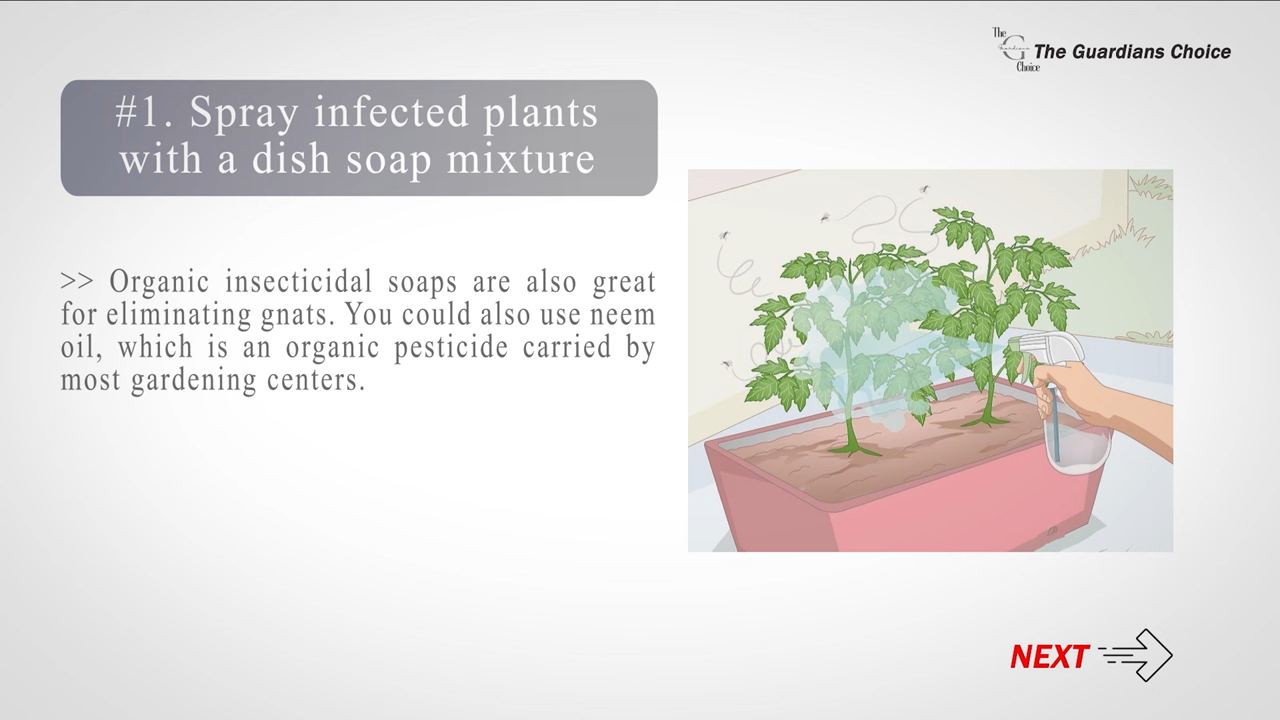 The
G
Guardians
Choice
The Guardians Choice
#1. Spray infected plants
with a dish soap mixture
>> Organic insecticidal soaps are also great
for eliminating gnats. You could also use neem
oil, which is an organic pesticide carried by
most gardening centers.
NEXT